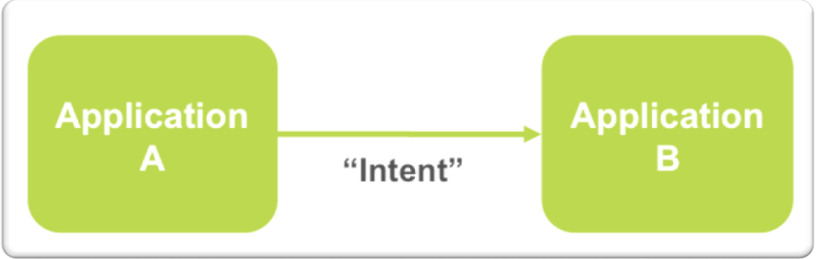 Application
A
“Intent”
Application
B